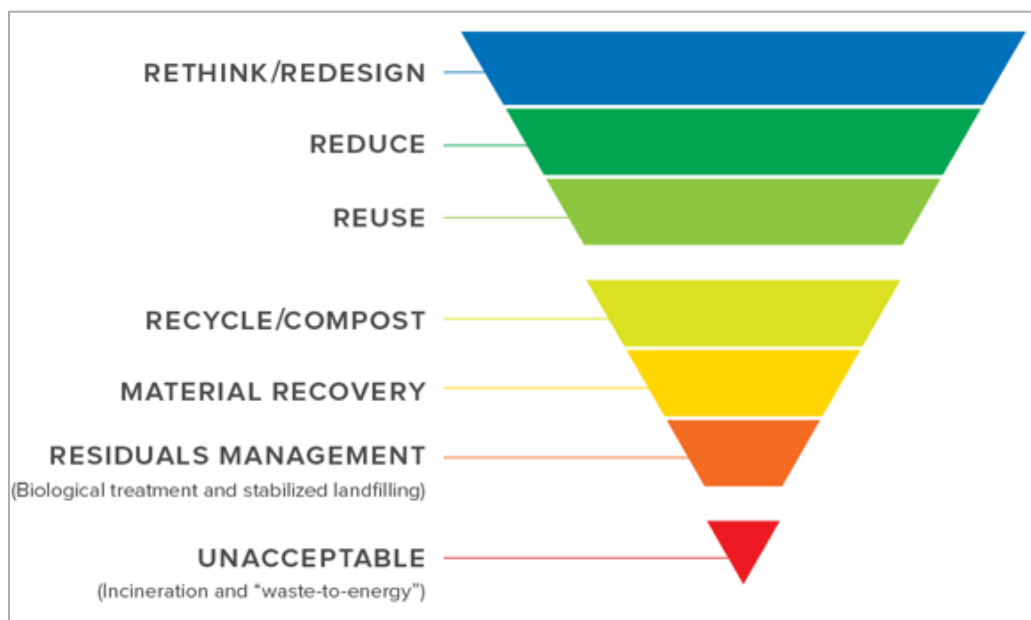 RETHINK/REDESIGN
REDUCE
REUSE
RECYCLE/COMPOST
MATERIAL RECOVERY
RESIDUALS MANAGEMENT
(Biological treatment and stabilized landfilling)
UNACCEPTABLE
(Incineration and “waste-to-energy”)